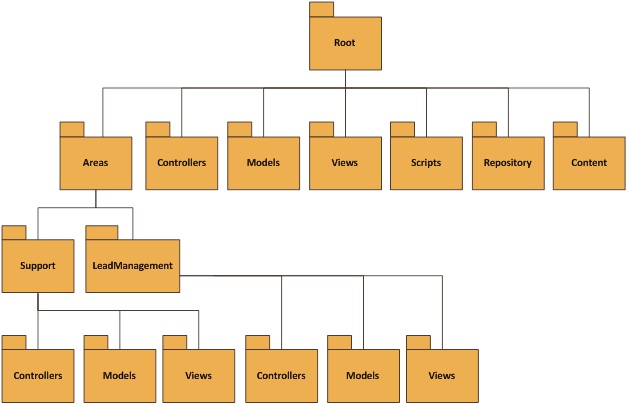 Root
Areas
Controllers
Models
Views
Scripts
Repository
Content
Support
LeadManagement
Controllers
Models
Views
Controllers
Models
Views